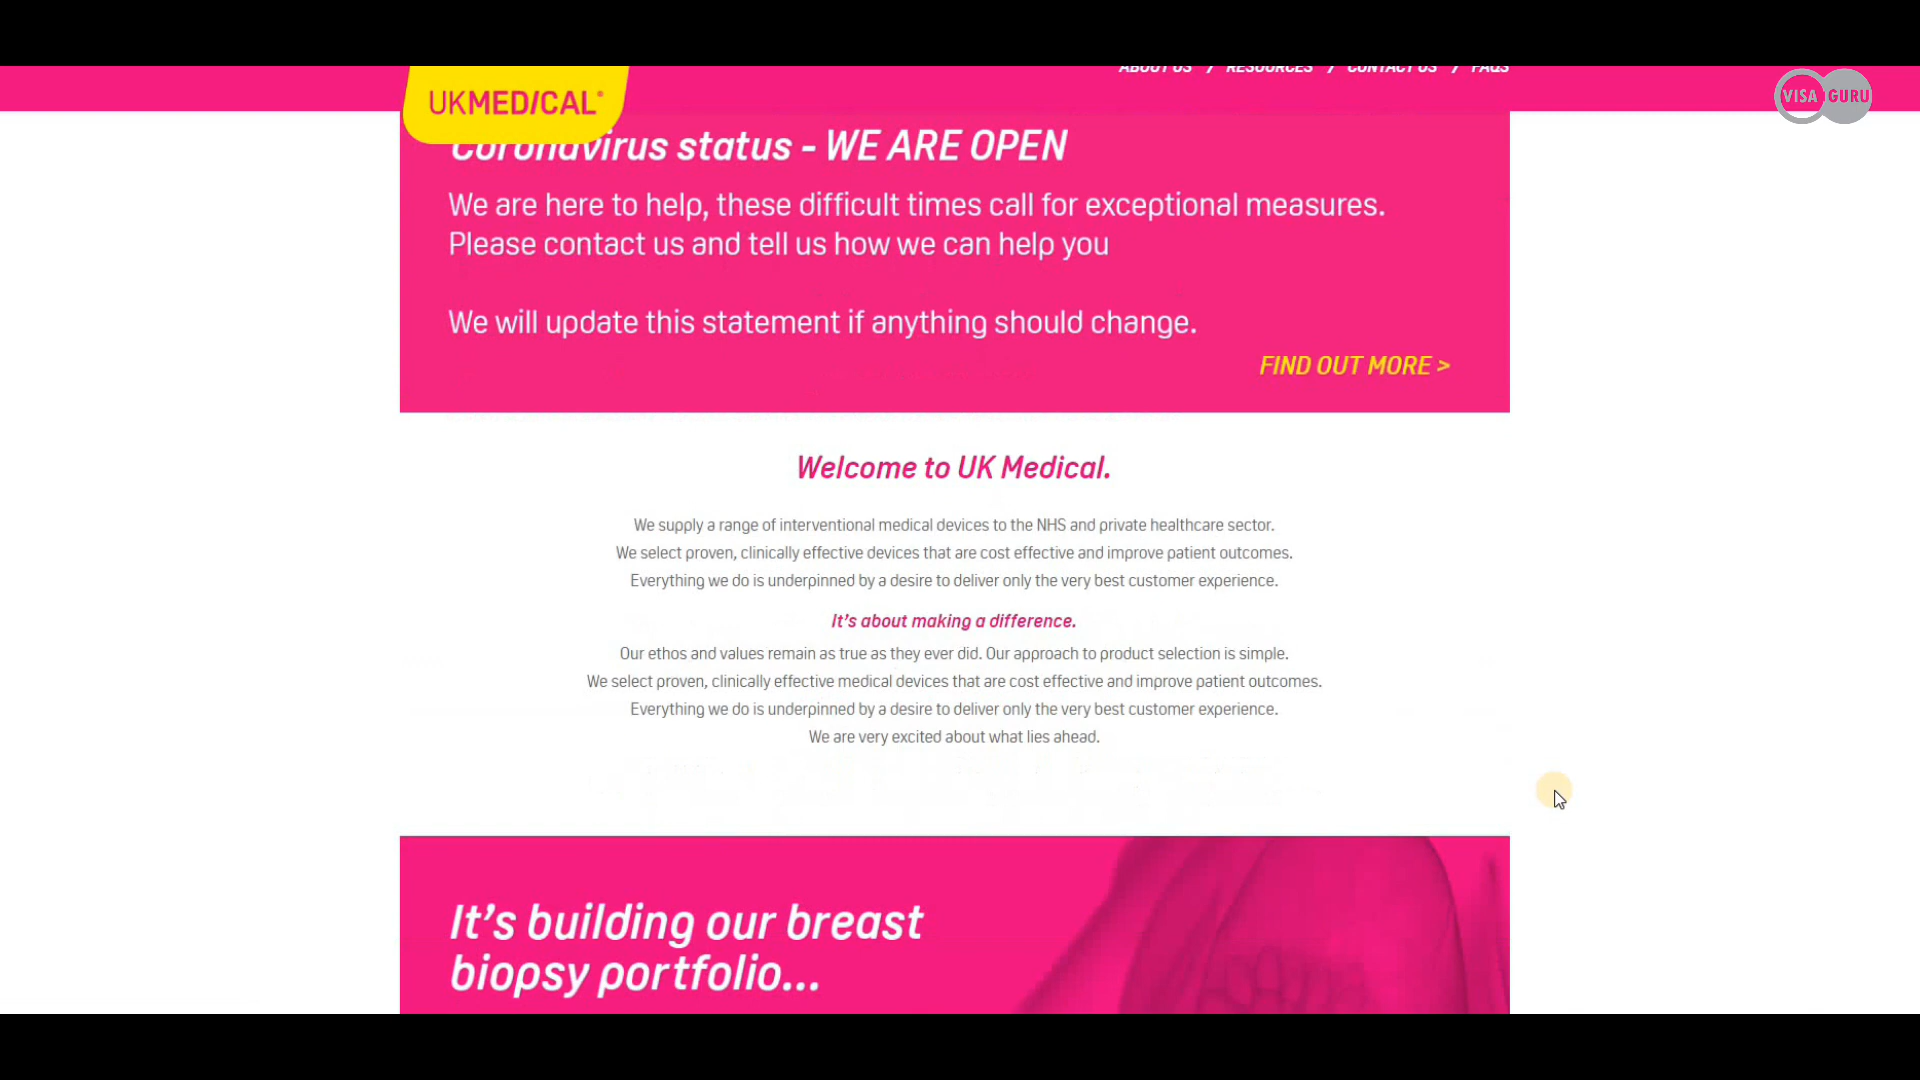 ABOUT US / RESOURCES / CONTACT US / FAQS
UKMEDICAL®
VISA GURU
Coronavirus status - WE ARE OPEN
We are here to help, these difficult times call for exceptional measures.
Please contact us and tell us how we can help you
We will update this statement if anything should change.
FIND OUT MORE >
Welcome to UK Medical.
We supply a range of interventional medical devices to the NHS and private healthcare sector.
We select proven, clinically effective devices that are cost effective and improve patient outcomes.
Everything we do is underpinned by a desire to deliver only the very best customer experience.
It's about making a difference.
Our ethos and values remain as true as they ever did. Our approach to product selection is simple.
We select proven, clinically effective medical devices that are cost effective and improve patient outcomes.
Everything we do is underpinned by a desire to deliver only the very best customer experience.
We are very excited about what lies ahead.
It's building our breast
biopsy portfolio...